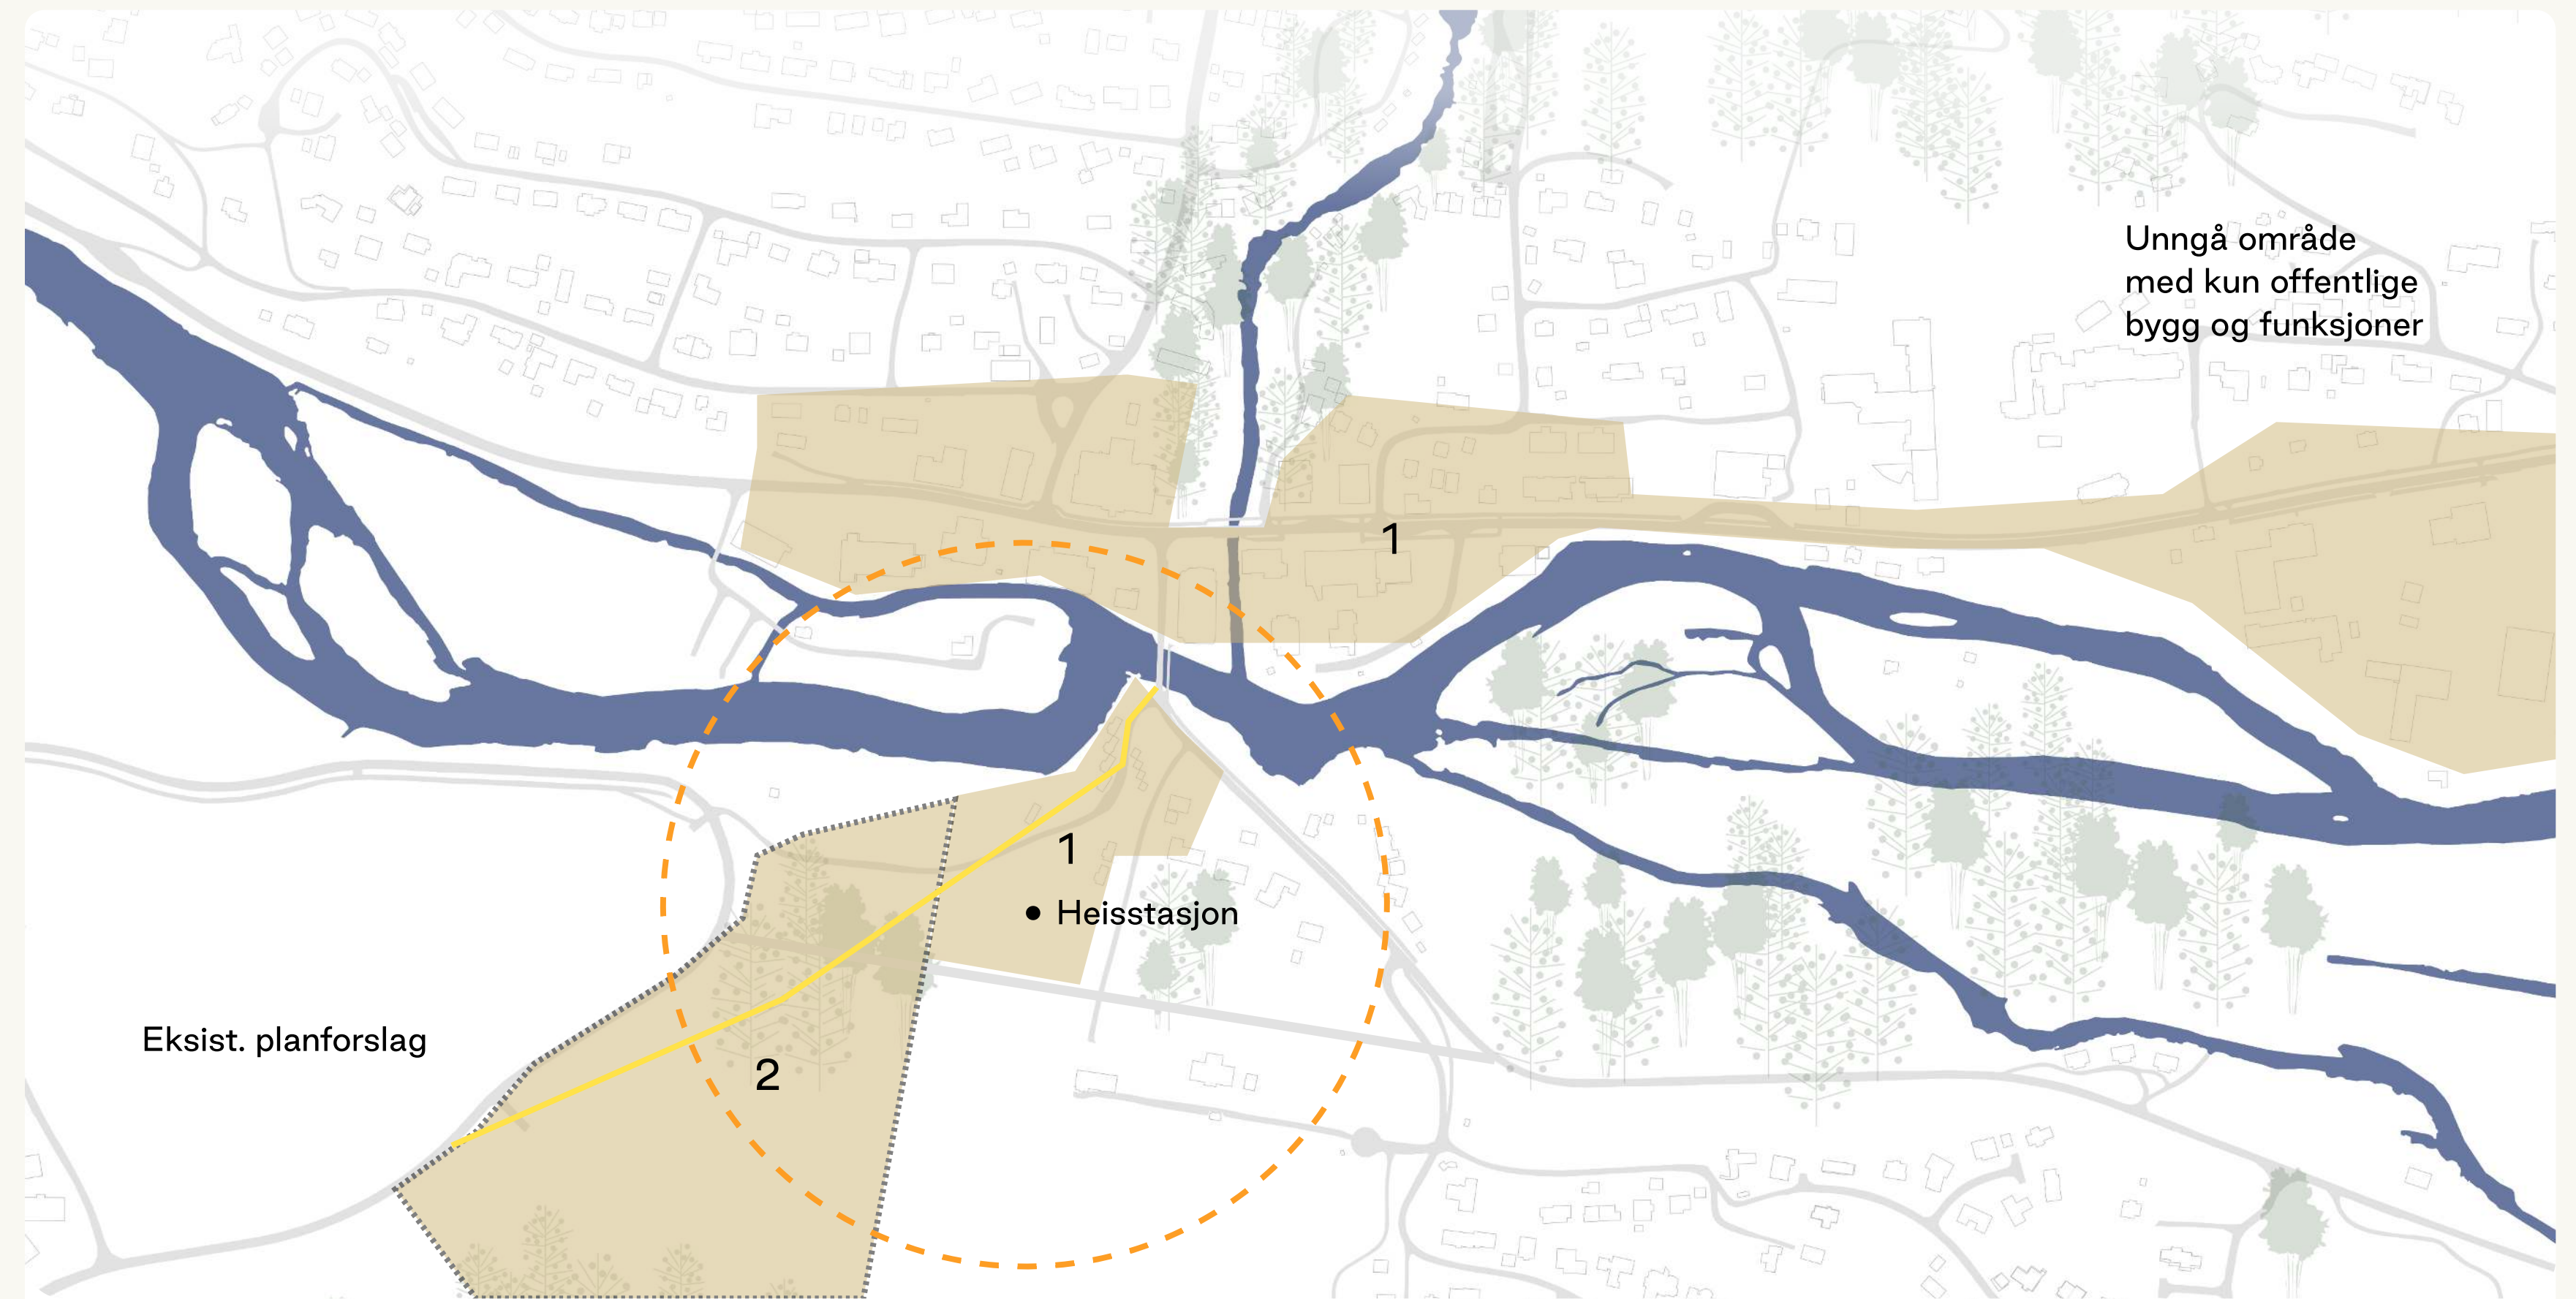 Unngå område
med kun offentlige
bygg og funksjoner
1
1
Heisstasjon
Eksist. planforslag
2